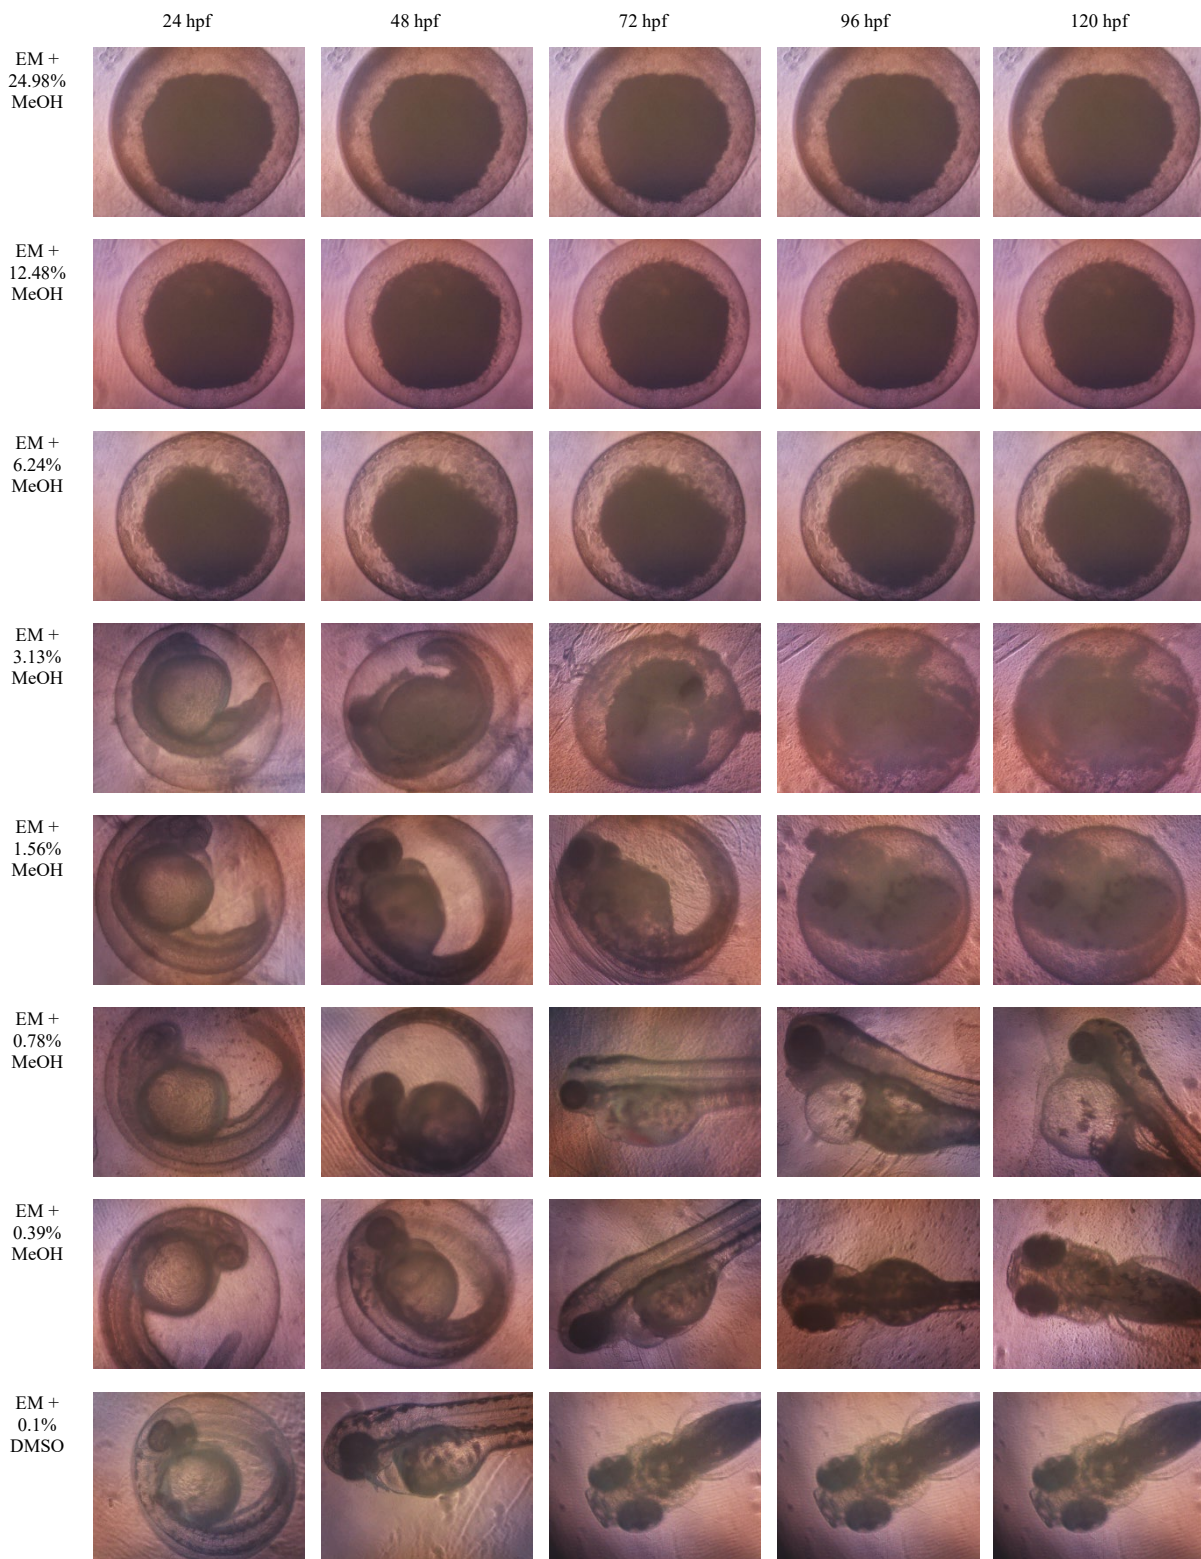 24 hpf 48 hpf 72 hpf 96 hpf 120 hpf
EM +
24.98%
MeOH
EM +
12.48%
MeOH
EM +
6.24%
MeOH
EM +
3.13%
MeOH
EM +
1.56%
MeOH
EM +
0.78%
MeOH
EM +
0.39%
MeOH
EM +
0.1%
DMSO